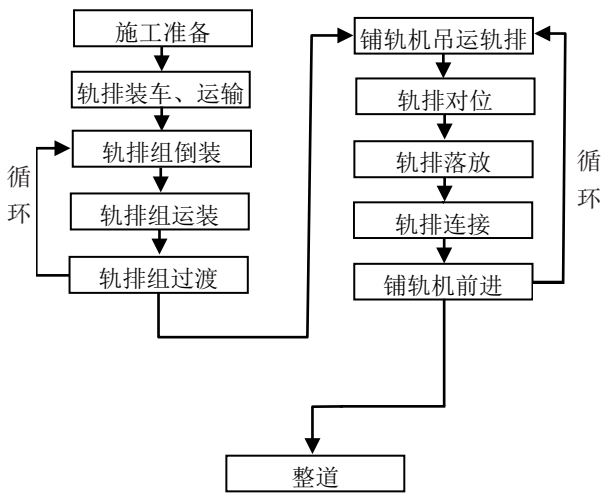 施工准备
轨排装车、运输
轨排组倒装
轨排组运装
轨排组过渡
循
环
铺轨机吊运轨排
轨排对位
轨排落放
轨排连接
铺轨机前进
循
环
整道